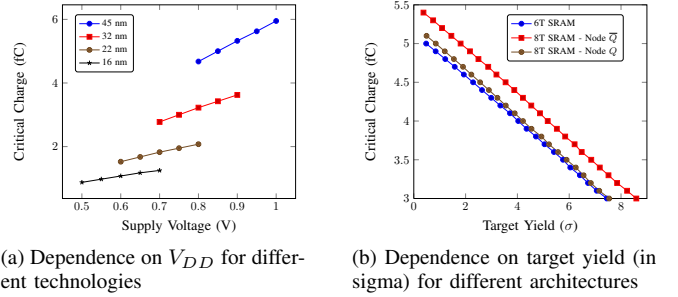 45 nm
32 nm
22 nm
16 nm
6
4
2
Critical Charge (fC)
0.5 0.6 0.7 0.8 0.9 1
Supply Voltage (V)
(a) Dependence on V_{DD} for differ-
ent technologies
6T SRAM
8T SRAM - Node Q̅
8T SRAM - Node Q
5.5
5
4.5
4
3.5
3
Critical Charge (fC)
0 2 4 6 8
Target Yield (σ)
(b) Dependence on target yield (in
sigma) for different architectures